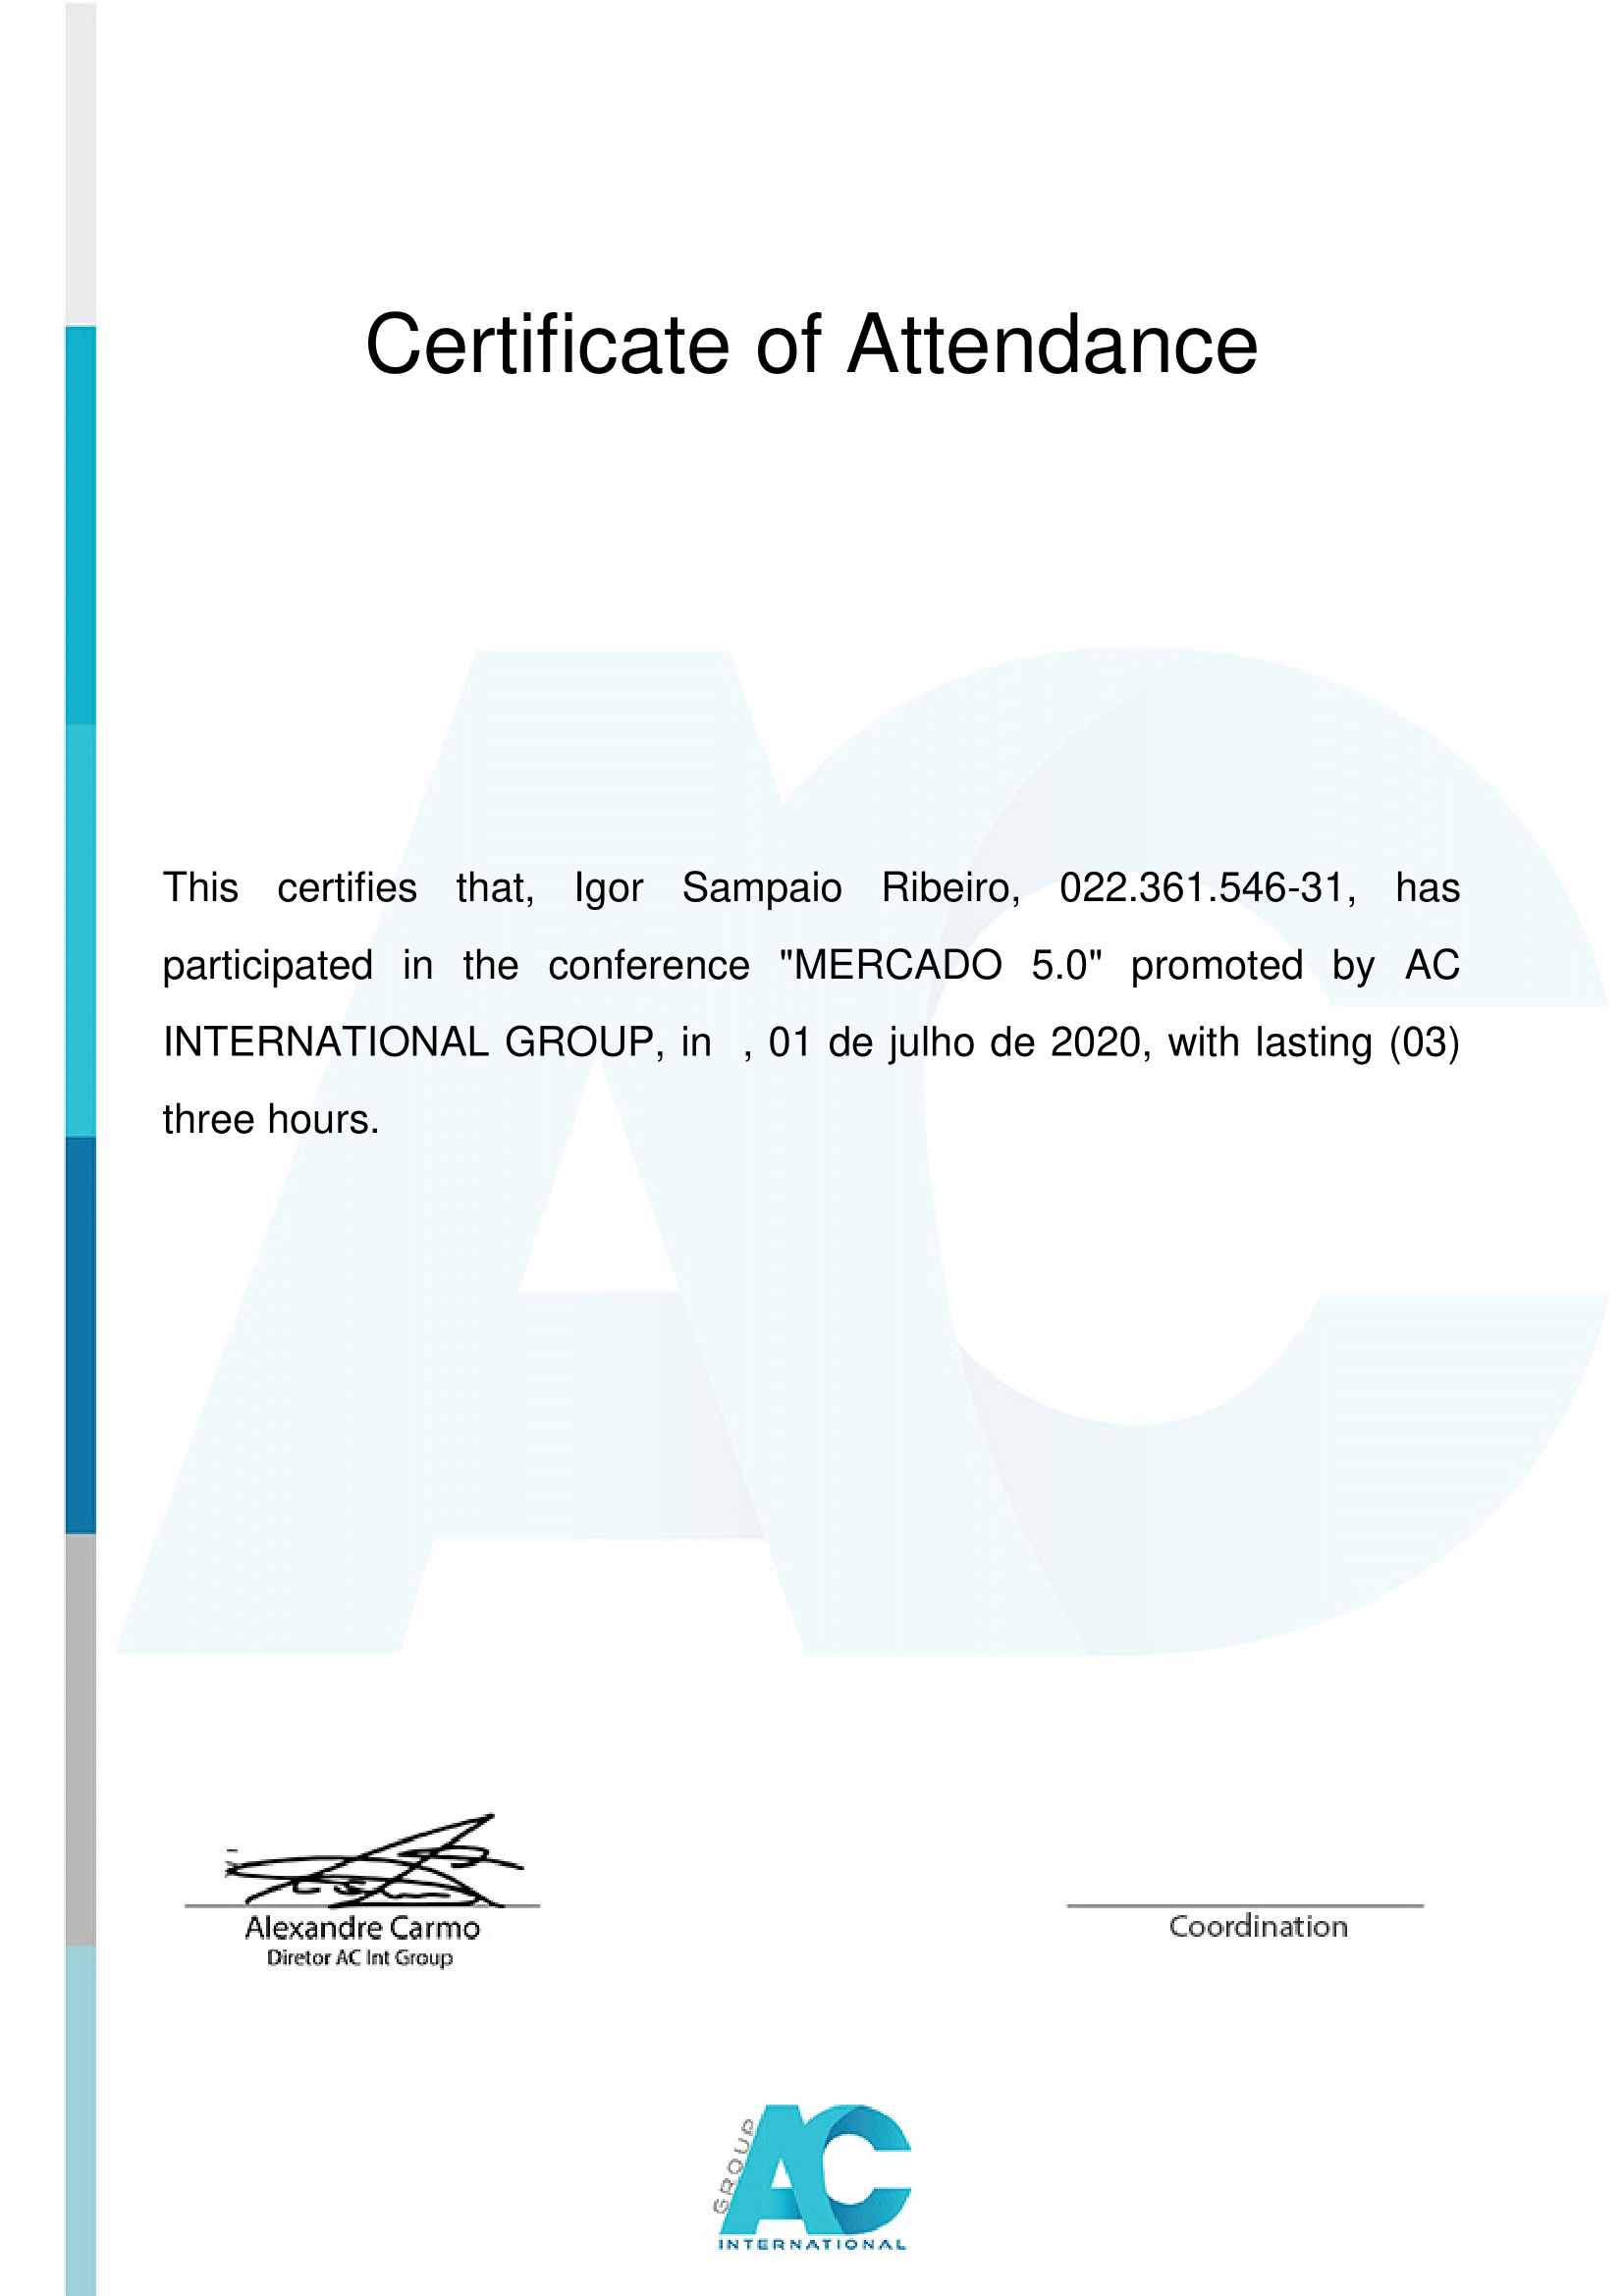 Certificate of Attendance
This certifies that, Igor Sampaio Ribeiro, 022.361.546-31, has
participated in the conference "MERCADO 5.0" promoted by AC
INTERNATIONAL GROUP, in , 01 de julho de 2020, with lasting (03)
three hours.
Alexandre Carmo
Diretor AC Int Group
Coordination
GROUP
AC
INTERNATIONAL